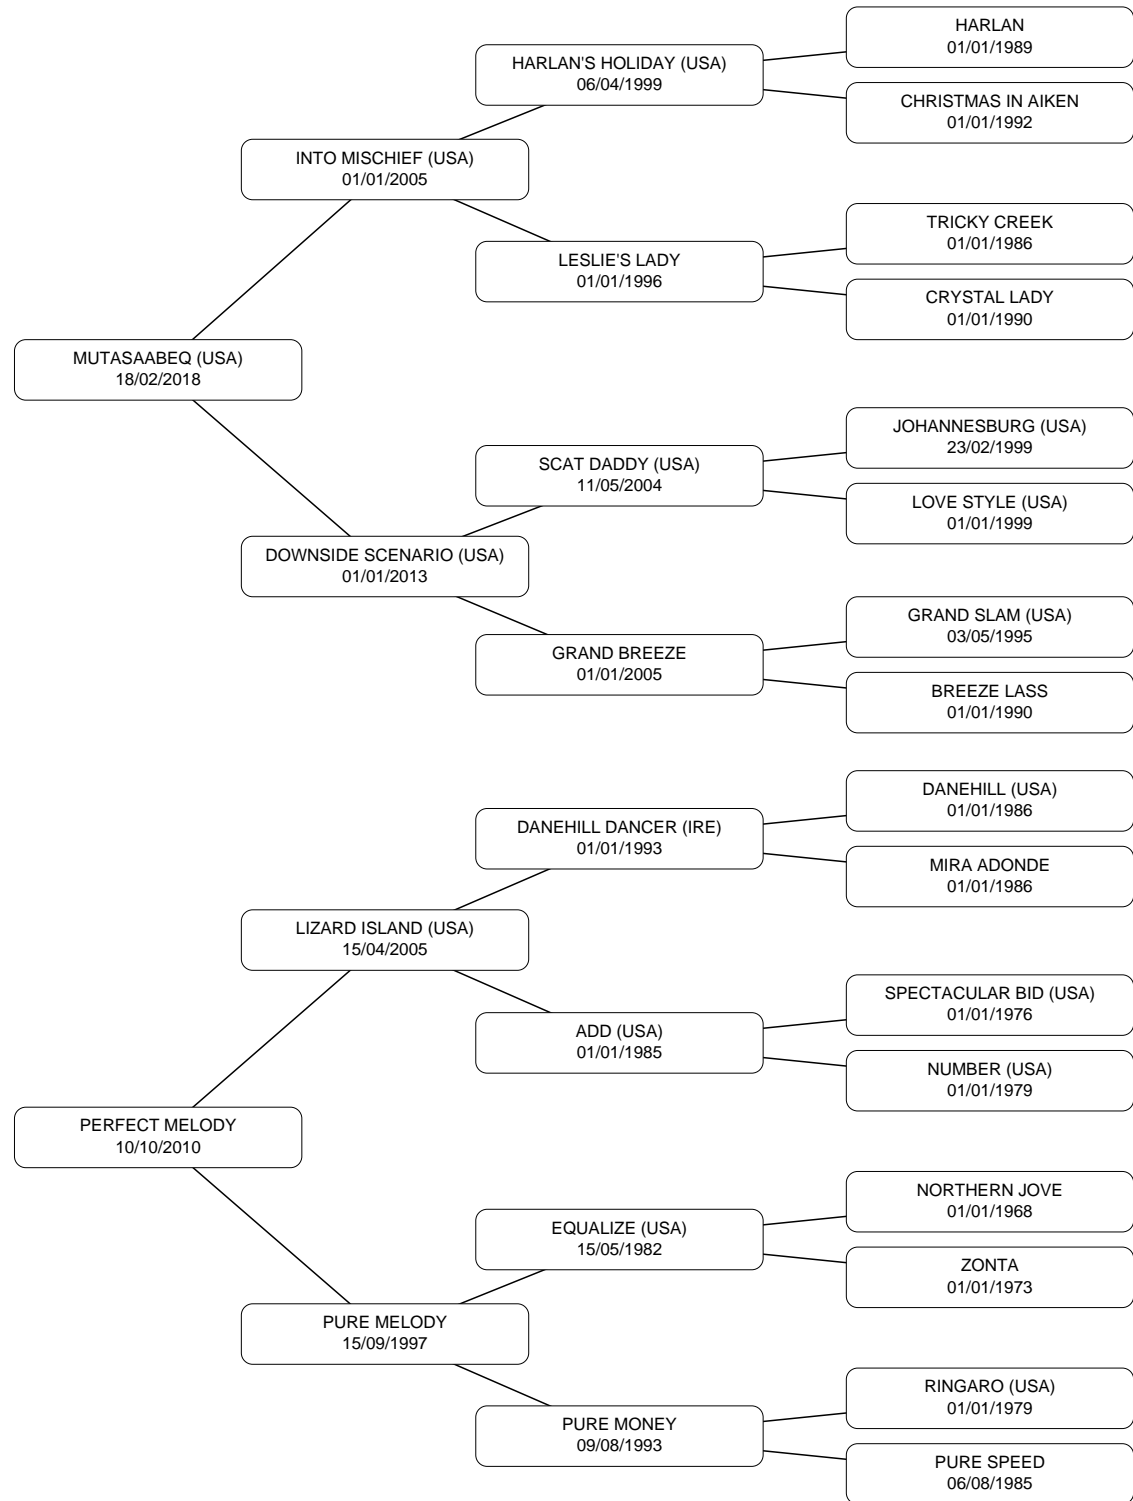 HARLAN
01/01/1989
HARLAN'S HOLIDAY (USA)
06/04/1999
CHRISTMAS IN AIKEN
01/01/1992
INTO MISCHIEF (USA)
01/01/2005
TRICKY CREEK
01/01/1986
LESLIE'S LADY
01/01/1996
CRYSTAL LADY
01/01/1990
MUTASAABEQ (USA)
18/02/2018
JOHANNESBURG (USA)
23/02/1999
SCAT DADDY (USA)
11/05/2004
LOVE STYLE (USA)
01/01/1999
DOWNSIDE SCENARIO (USA)
01/01/2013
GRAND SLAM (USA)
03/05/1995
GRAND BREEZE
01/01/2005
BREEZE LASS
01/01/1990
DANEHILL (USA)
01/01/1986
DANEHILL DANCER (IRE)
01/01/1993
MIRA ADONDE
01/01/1986
LIZARD ISLAND (USA)
15/04/2005
SPECTACULAR BID (USA)
01/01/1976
ADD (USA)
01/01/1985
NUMBER (USA)
01/01/1979
PERFECT MELODY
10/10/2010
NORTHERN JOVE
01/01/1968
EQUALIZE (USA)
15/05/1982
ZONTA
01/01/1973
PURE MELODY
15/09/1997
RINGARO (USA)
01/01/1979
PURE MONEY
09/08/1993
PURE SPEED
06/08/1985